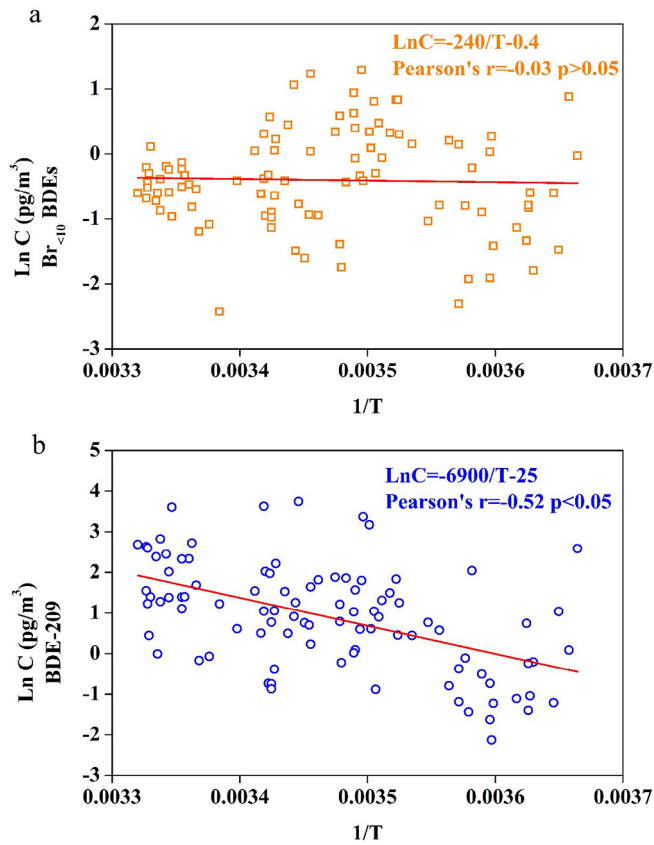 a
2
1
0
-1
-2
-3
Ln C (pg/m³)
Br<10 BDEs
LnC=-240/T-0.4
Pearson's r=-0.03 p>0.05
0.0033
0.0034
0.0035
0.0036
0.0037
1/T
b
5
4
3
2
1
0
-1
-2
-3
Ln C (pg/m³)
BDE-209
LnC=-6900/T-25
Pearson's r=-0.52 p<0.05
0.0033
0.0034
0.0035
0.0036
0.0037
1/T